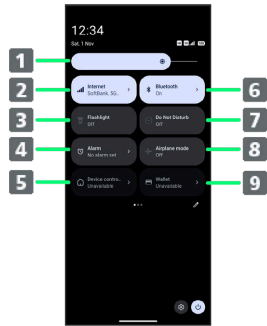 12:34
Sat, 1 Nov
1
2
Internet
SoftBank, 5G..
Bluetooth
On
6
3
Flashlight
Off
Do Not Disturb
Off
7
4
Alarm
No alarm set
Airplane mode
Off
8
5
Device contro..
Unavailable
Wallet
Unavailable
9